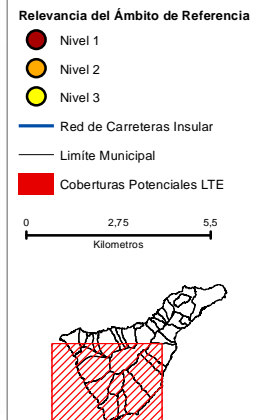 Relevancia del Ámbito de Referencia
Nivel 1
Nivel 2
Nivel 3
Red de Carreteras Insular
Limíte Municipal
Coberturas Potenciales LTE
0 2,75 5,5
Kilometros